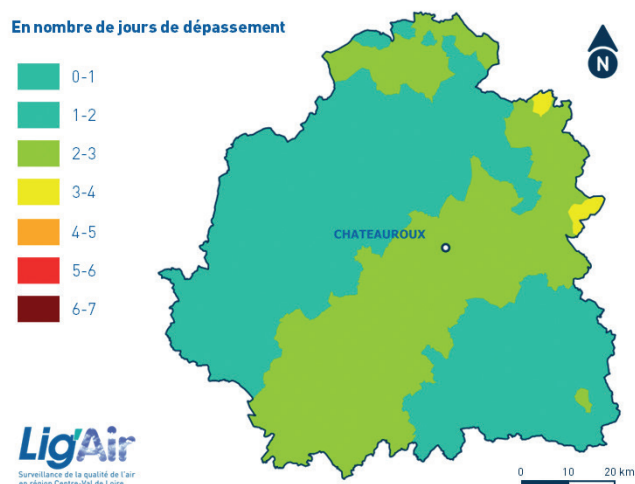 En nombre de jours de dépassement
0-1
1-2
2-3
3-4
4-5
5-6
6-7
N
CHATEAUROUX
Lig'Air
Surveillance de la qualité de l'air
en région Centre-Val de Loire
0 10 20 km